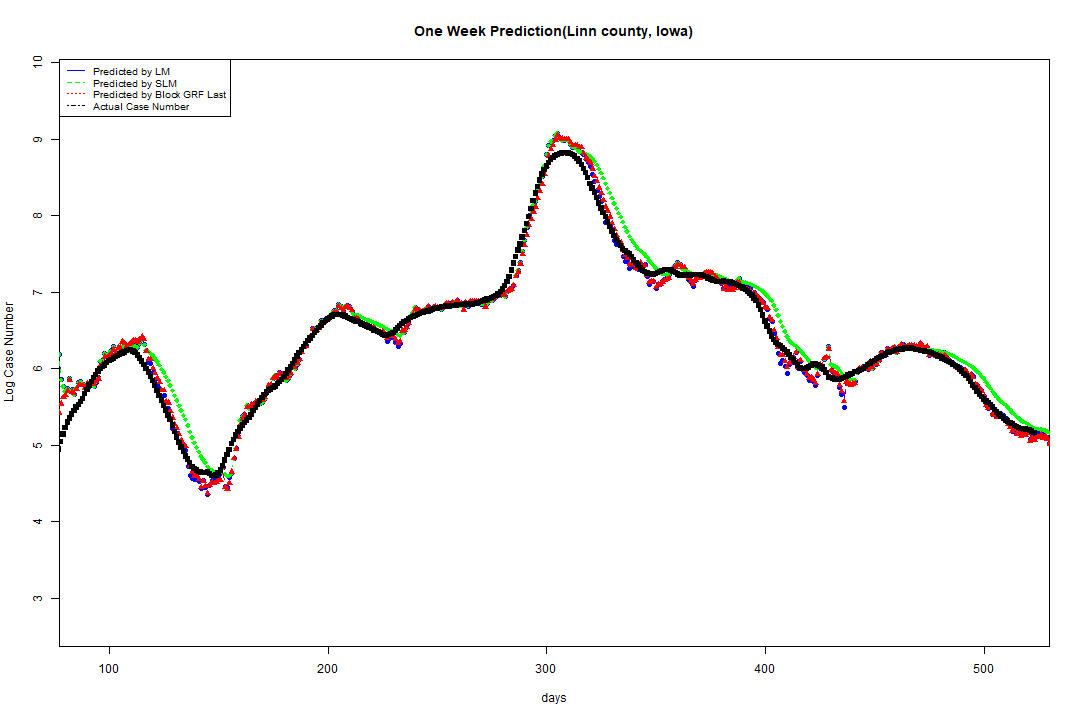 One Week Prediction(Linn county, Iowa)
Predicted by LM
Predicted by SLM
Predicted by Block GRF Last
Actual Case Number
10
9
8
7
6
5
4
3
Log Case Number
100 200 300 400 500
days